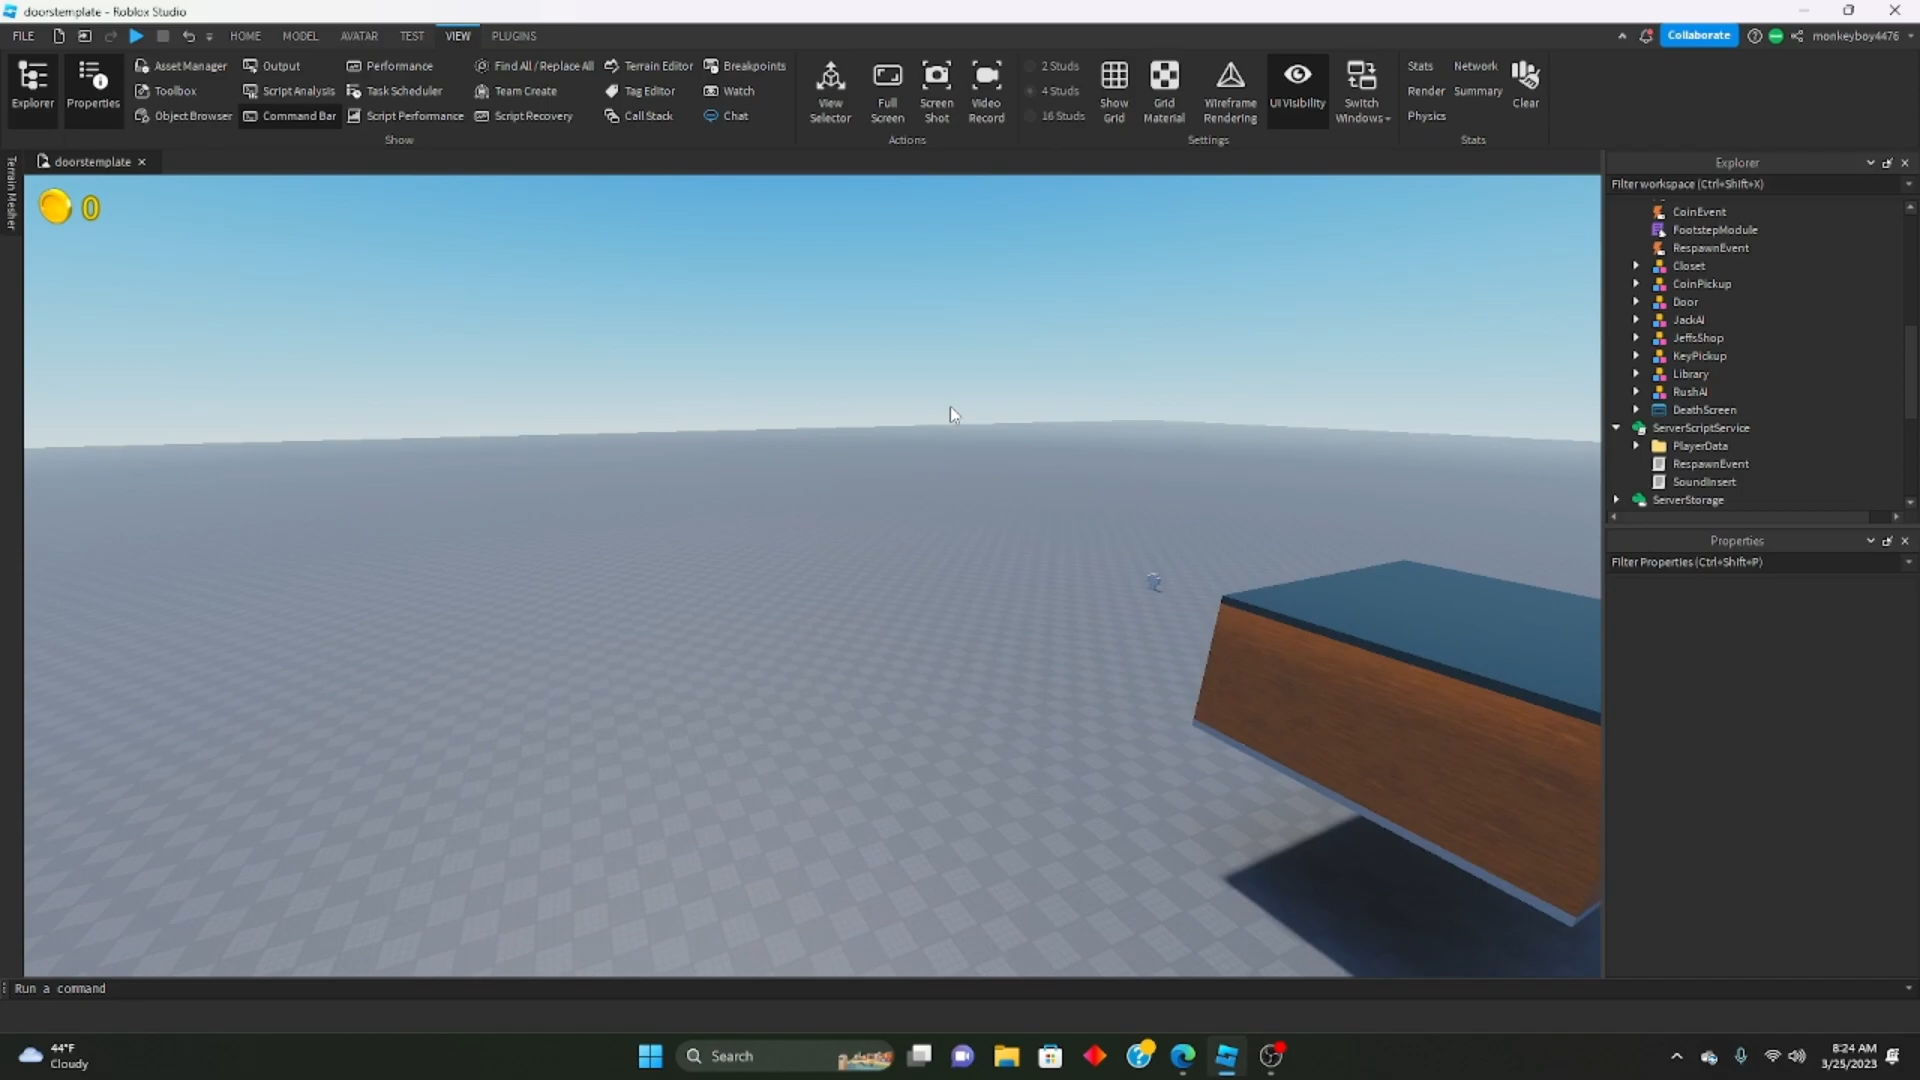 doorstemplate - Roblox Studio
FILE HOME MODEL AVATAR TEST VIEW PLUGINS Collaborate monkeyboy4476
Explorer Properties
Asset Manager Output Performance Find All / Replace All Terrain Editor Breakpoints
Toolbox Script Analysis Task Scheduler Team Create Tag Editor Watch
Object Browser Command Bar Script Performance Script Recovery Call Stack Chat
Show
View Selector Full Screen Screen Shot Video Record
Actions
2 Studs
4 Studs
16 Studs
Show Grid Grid Material Wireframe Rendering UI Visibility Switch Windows
Settings
Stats Network
Render Summary
Physics
Clear
Stats
Terrain Mesher
doorstemplate
0
Explorer
Filter workspace (Ctrl+Shift+X)
CoinEvent
FootstepModule
RespawnEvent
Closet
CoinPickup
Door
JackAI
JeffsShop
KeyPickup
Library
RushAI
DeathScreen
ServerScriptService
PlayerData
RespawnEvent
SoundInsert
ServerStorage
Properties
Filter Properties (Ctrl+Shift+P)
Run a command
44°F
Cloudy
Search
8:24 AM
3/25/2023